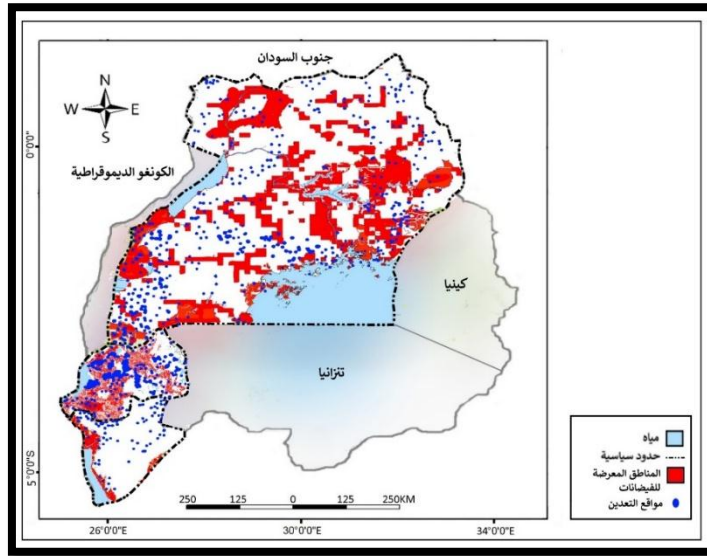 جنوب السودان
N
W E
S
0°0'0"
الكونغو الديموقراطية
كينيا
تنزانيا
مياه
حدود سياسية
المناطق المعرضة
للفيضانات
مواقع التعدين
5°0'0"S
250 125 0 125 250KM
26°0'0"E 30°0'0"E 34°0'0"E